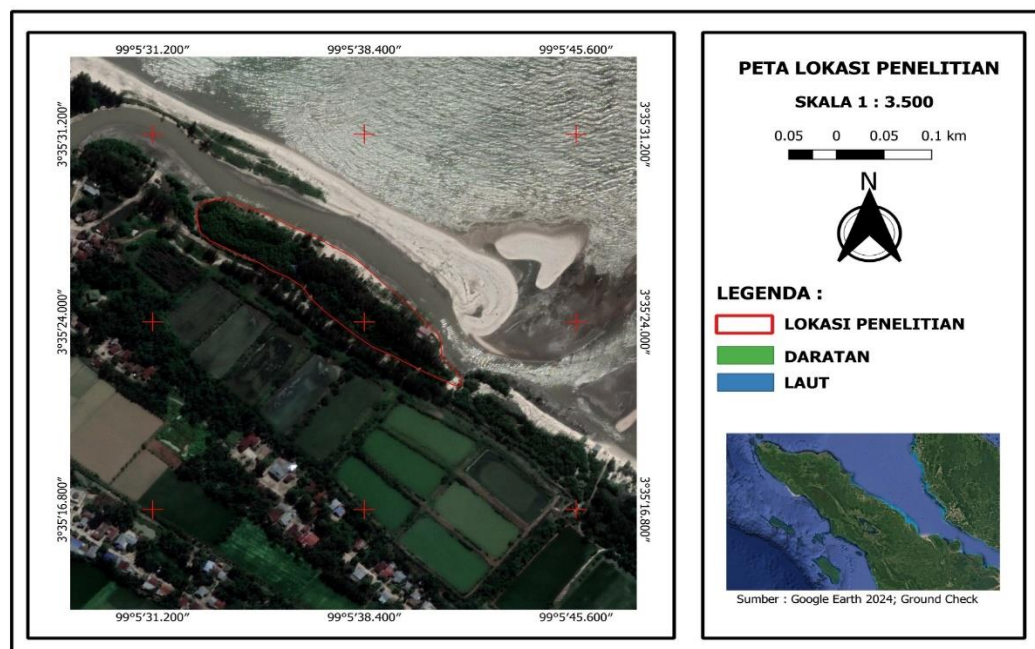 99°5'31.200" 99°5'38.400" 99°5'45.600"
3°35'31.200" 3°35'31.200"
3°35'24.000" 3°35'24.000"
3°35'16.800" 3°35'16.800"
99°5'31.200" 99°5'38.400" 99°5'45.600"
PETA LOKASI PENELITIAN
SKALA 1 : 3.500
0.05 0 0.05 0.1 km
N
LEGENDA :
LOKASI PENELITIAN
DARATAN
LAUT
Sumber : Google Earth 2024; Ground Check